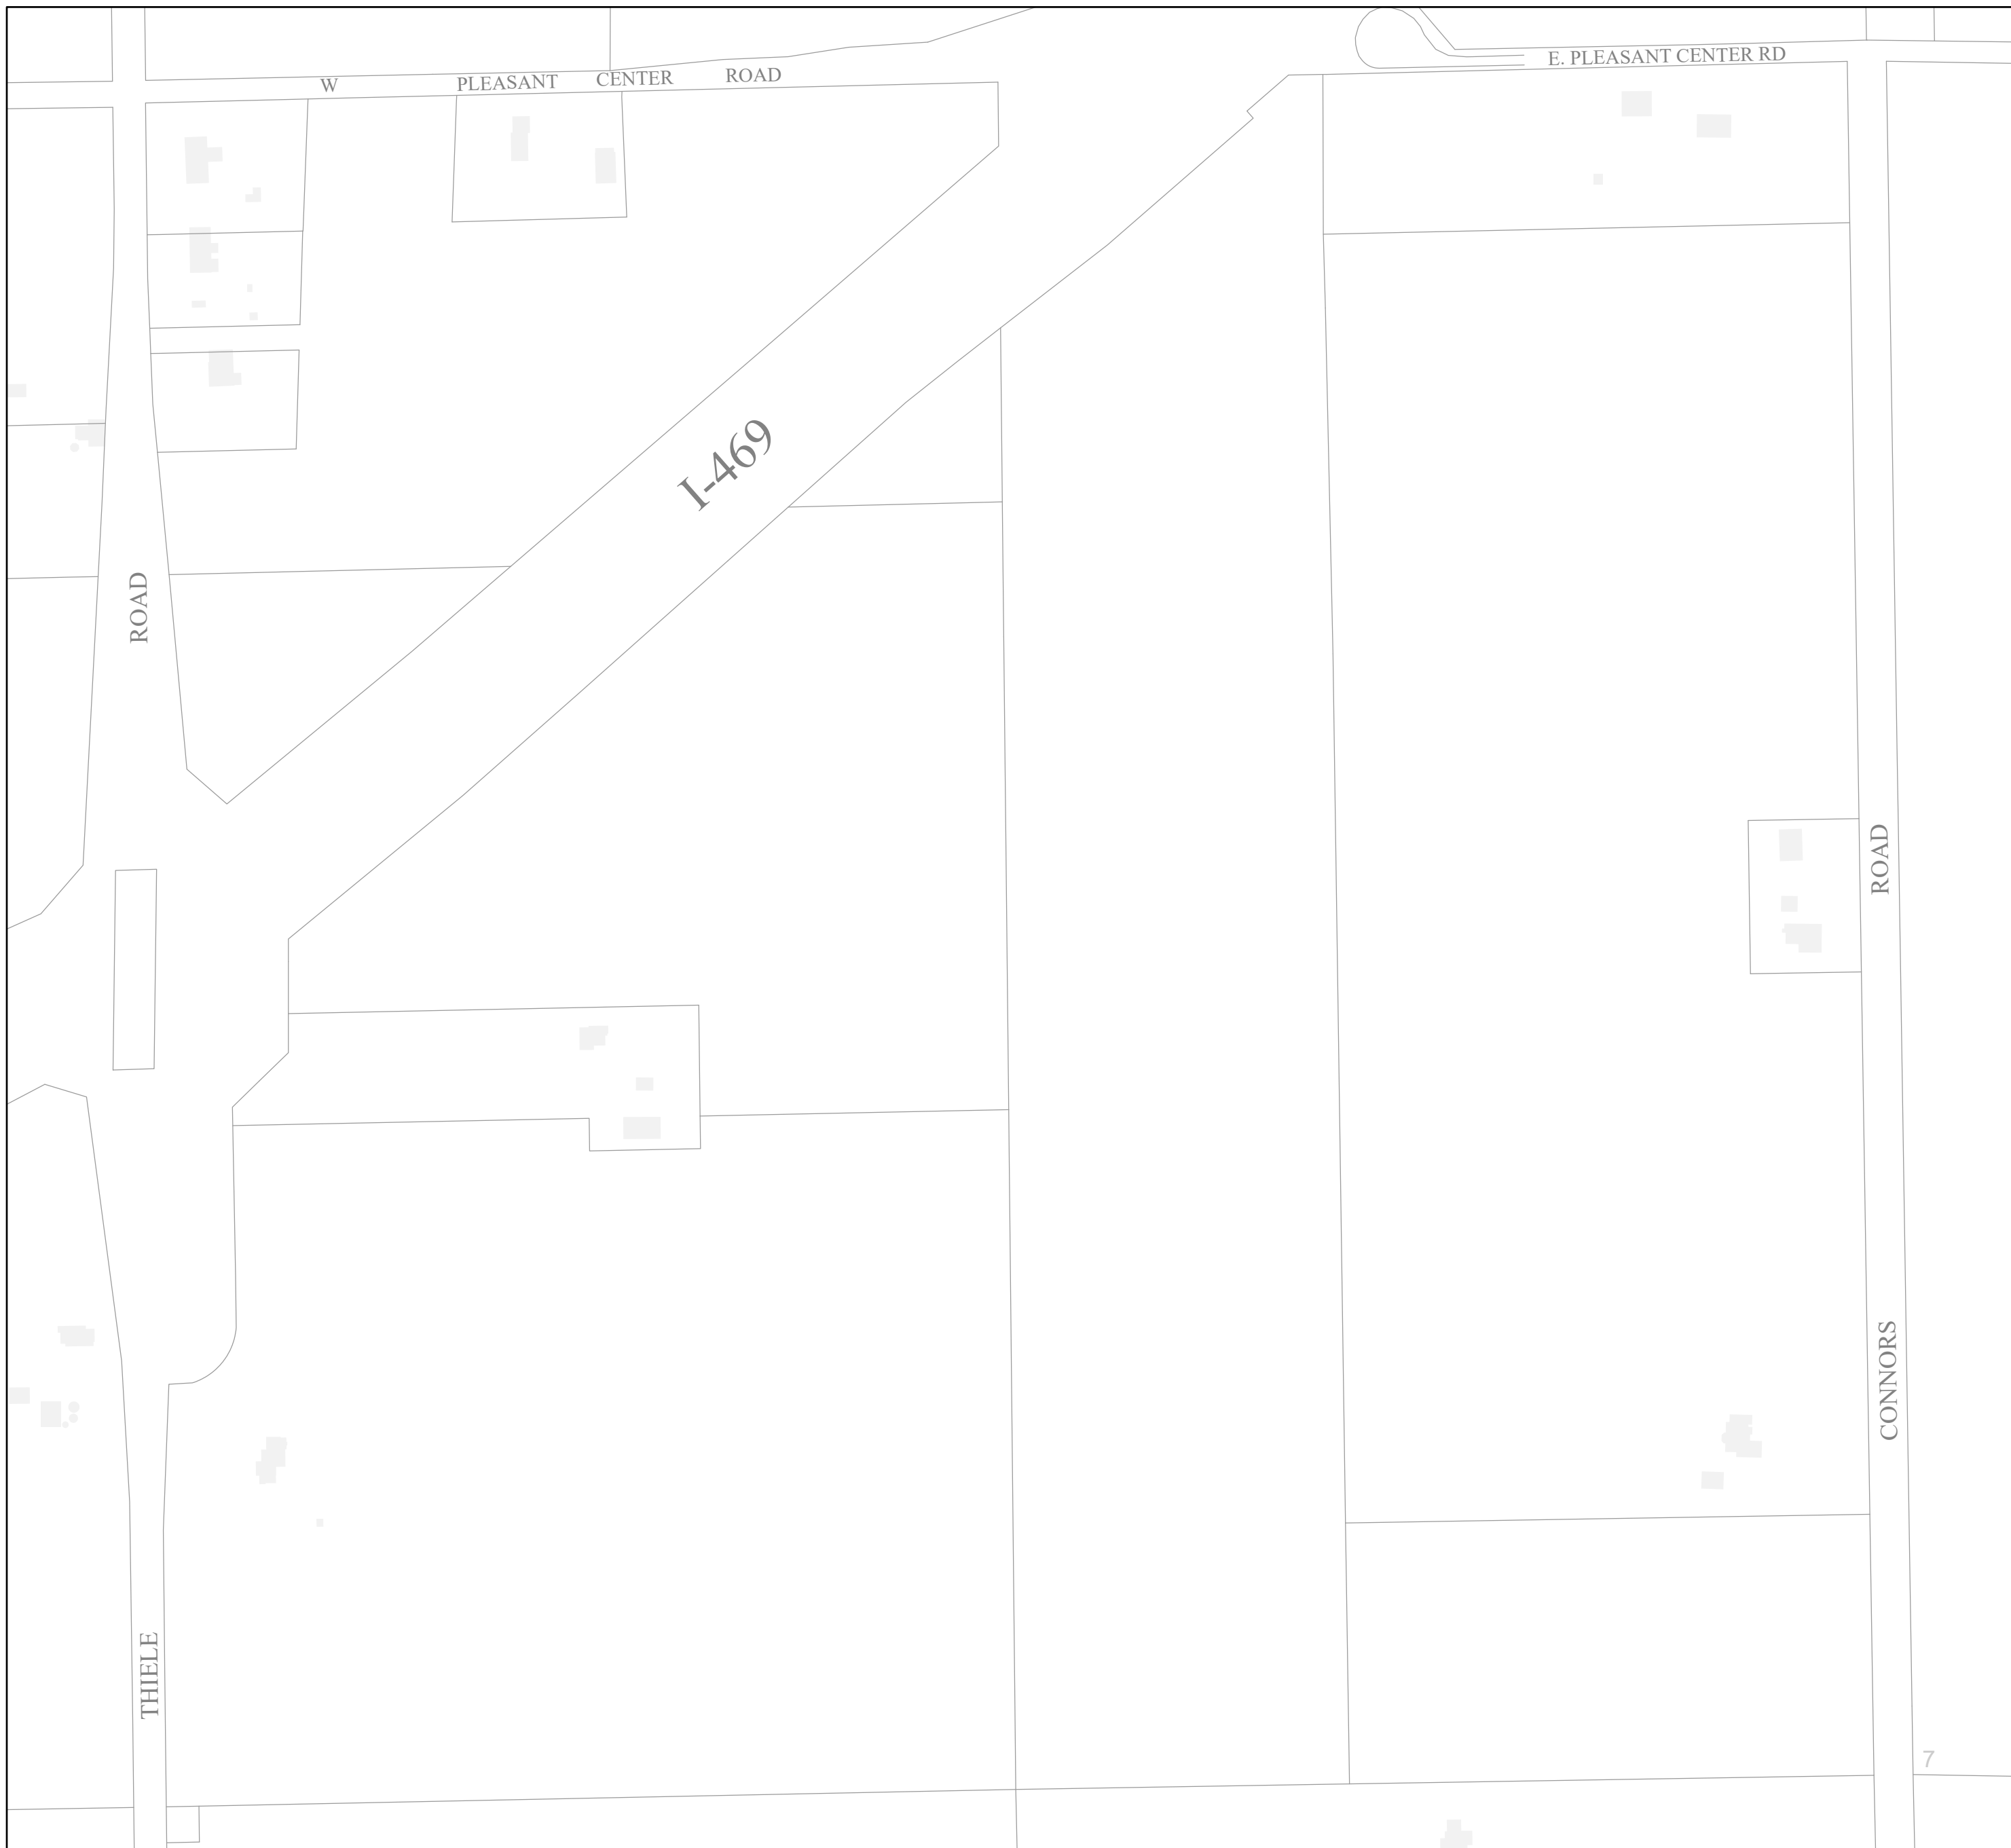 W PLEASANT CENTER ROAD
E. PLEASANT CENTER RD
I-469
ROAD
THIELE
ROAD
CONNORS
7